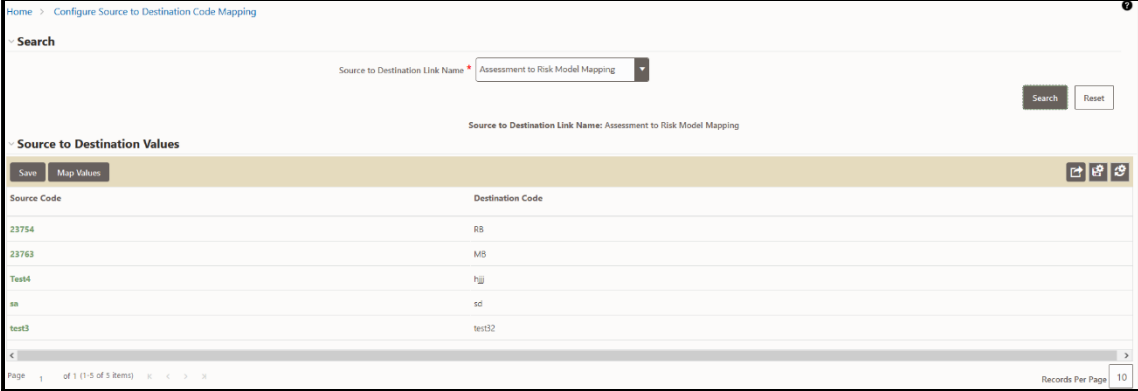 Home > Configure Source to Destination Code Mapping
Search
Source to Destination Link Name * Assessment to Risk Model Mapping
Search Reset
Source to Destination Link Name: Assessment to Risk Model Mapping
Source to Destination Values
Save Map Values
Source Code Destination Code
23754 RB
23763 MB
Test4 hjjj
sa sd
test3 test32
Page 1 of 1 (1-5 of 5 items) K < > >
Records Per Page 10